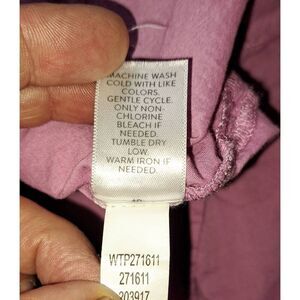 MACHINE WASH
COLD WITH LIKE
COLORS.
GENTLE CYCLE.
ONLY NON-
CHLORINE
BLEACH IF
NEEDED.
TUMBLE DRY
LOW.
WARM IRON IF
NEEDED.
WTP271611
271611
203917